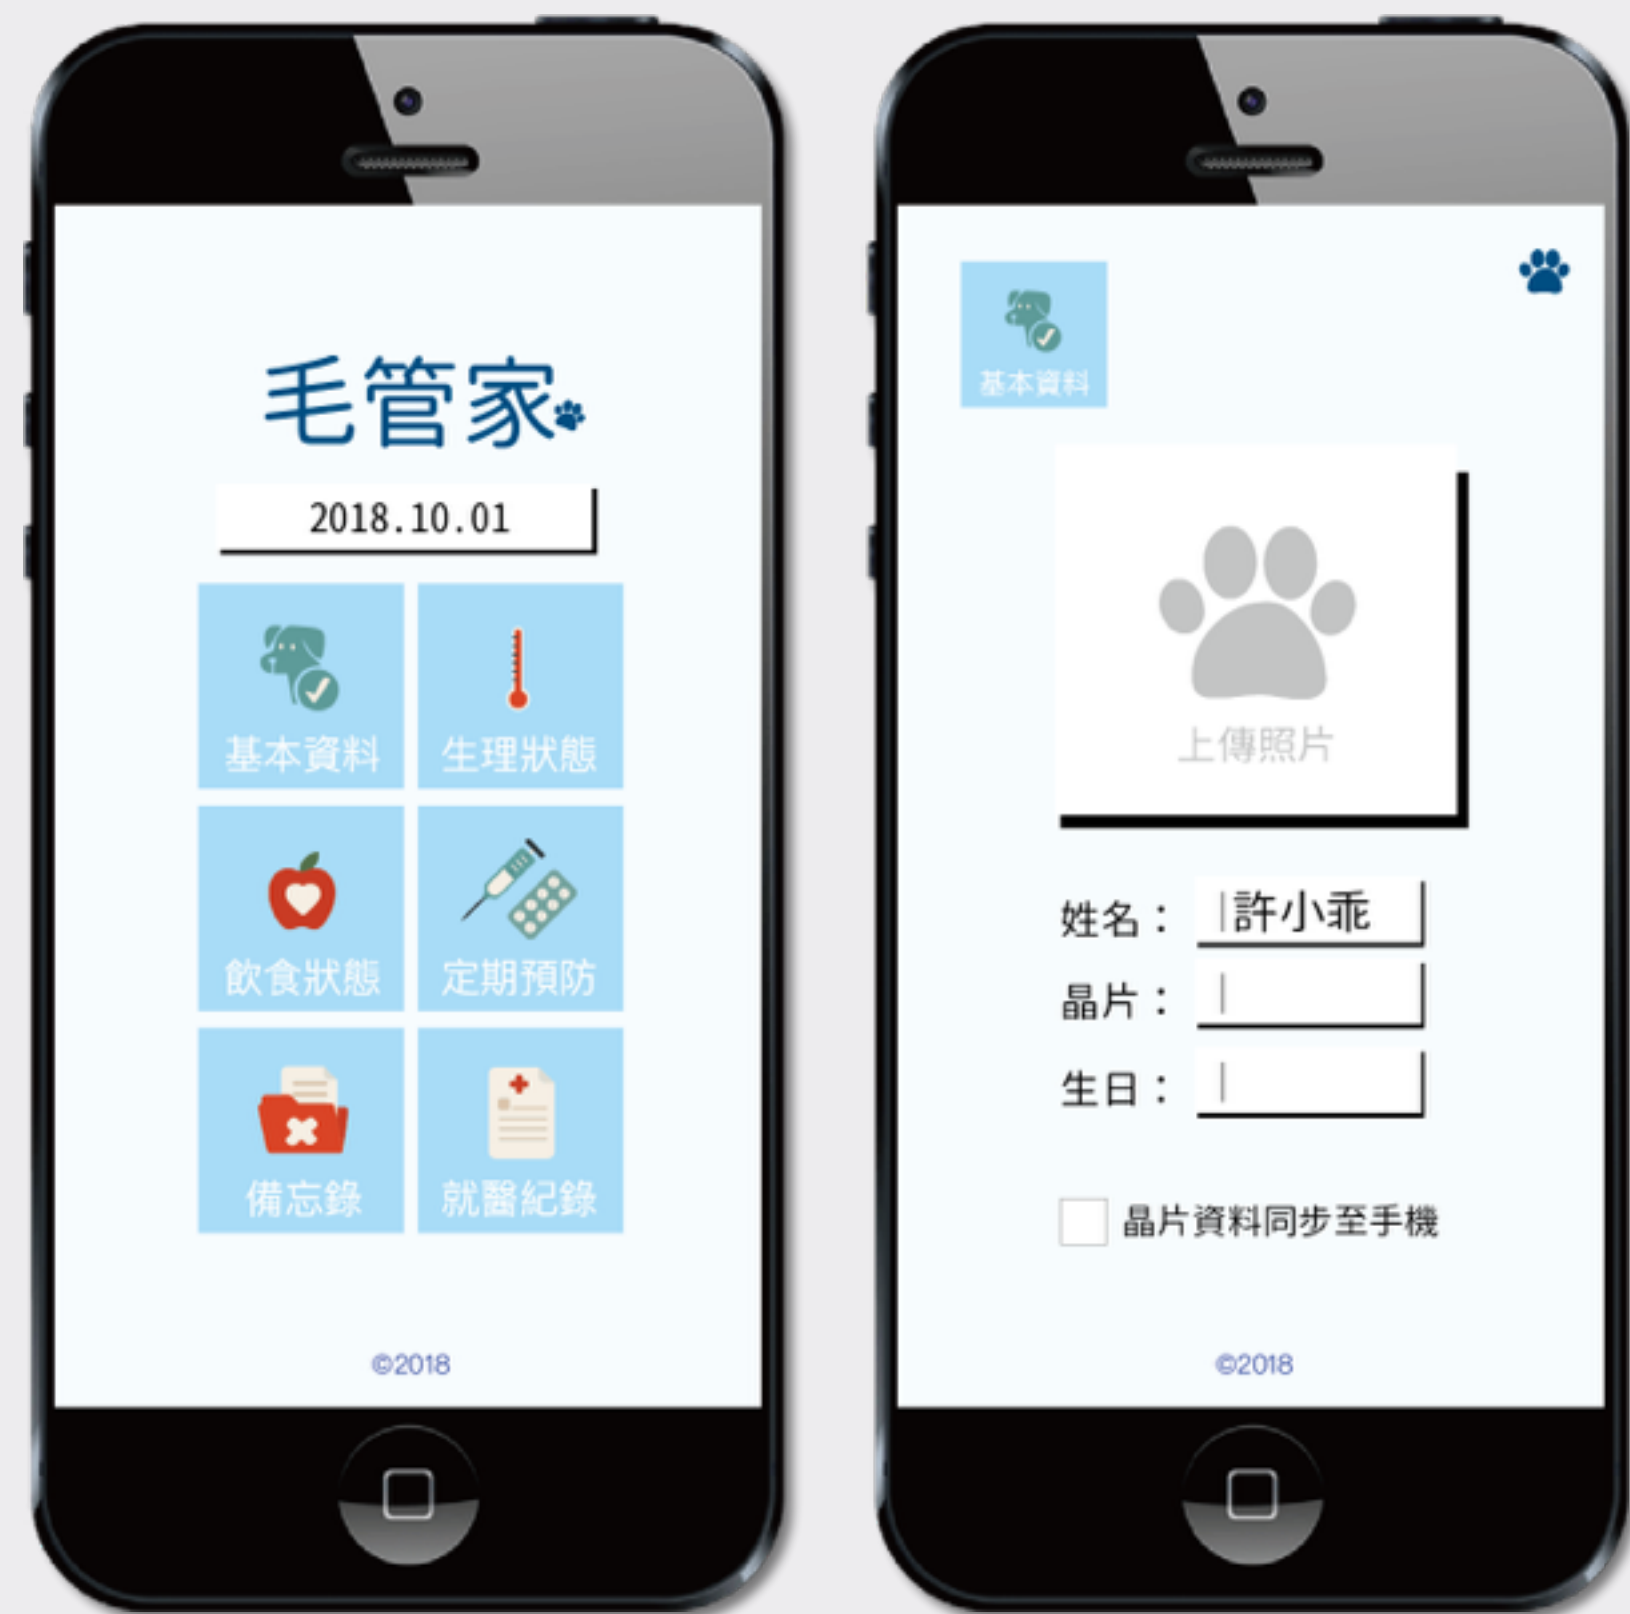 毛管家
2018.10.01
基本資料 生理狀態
飲食狀態 定期預防
備忘錄 就醫紀錄
©2018
基本資料
上傳照片
姓名： 許小乖
晶片：
生日：
晶片資料同步至手機
©2018